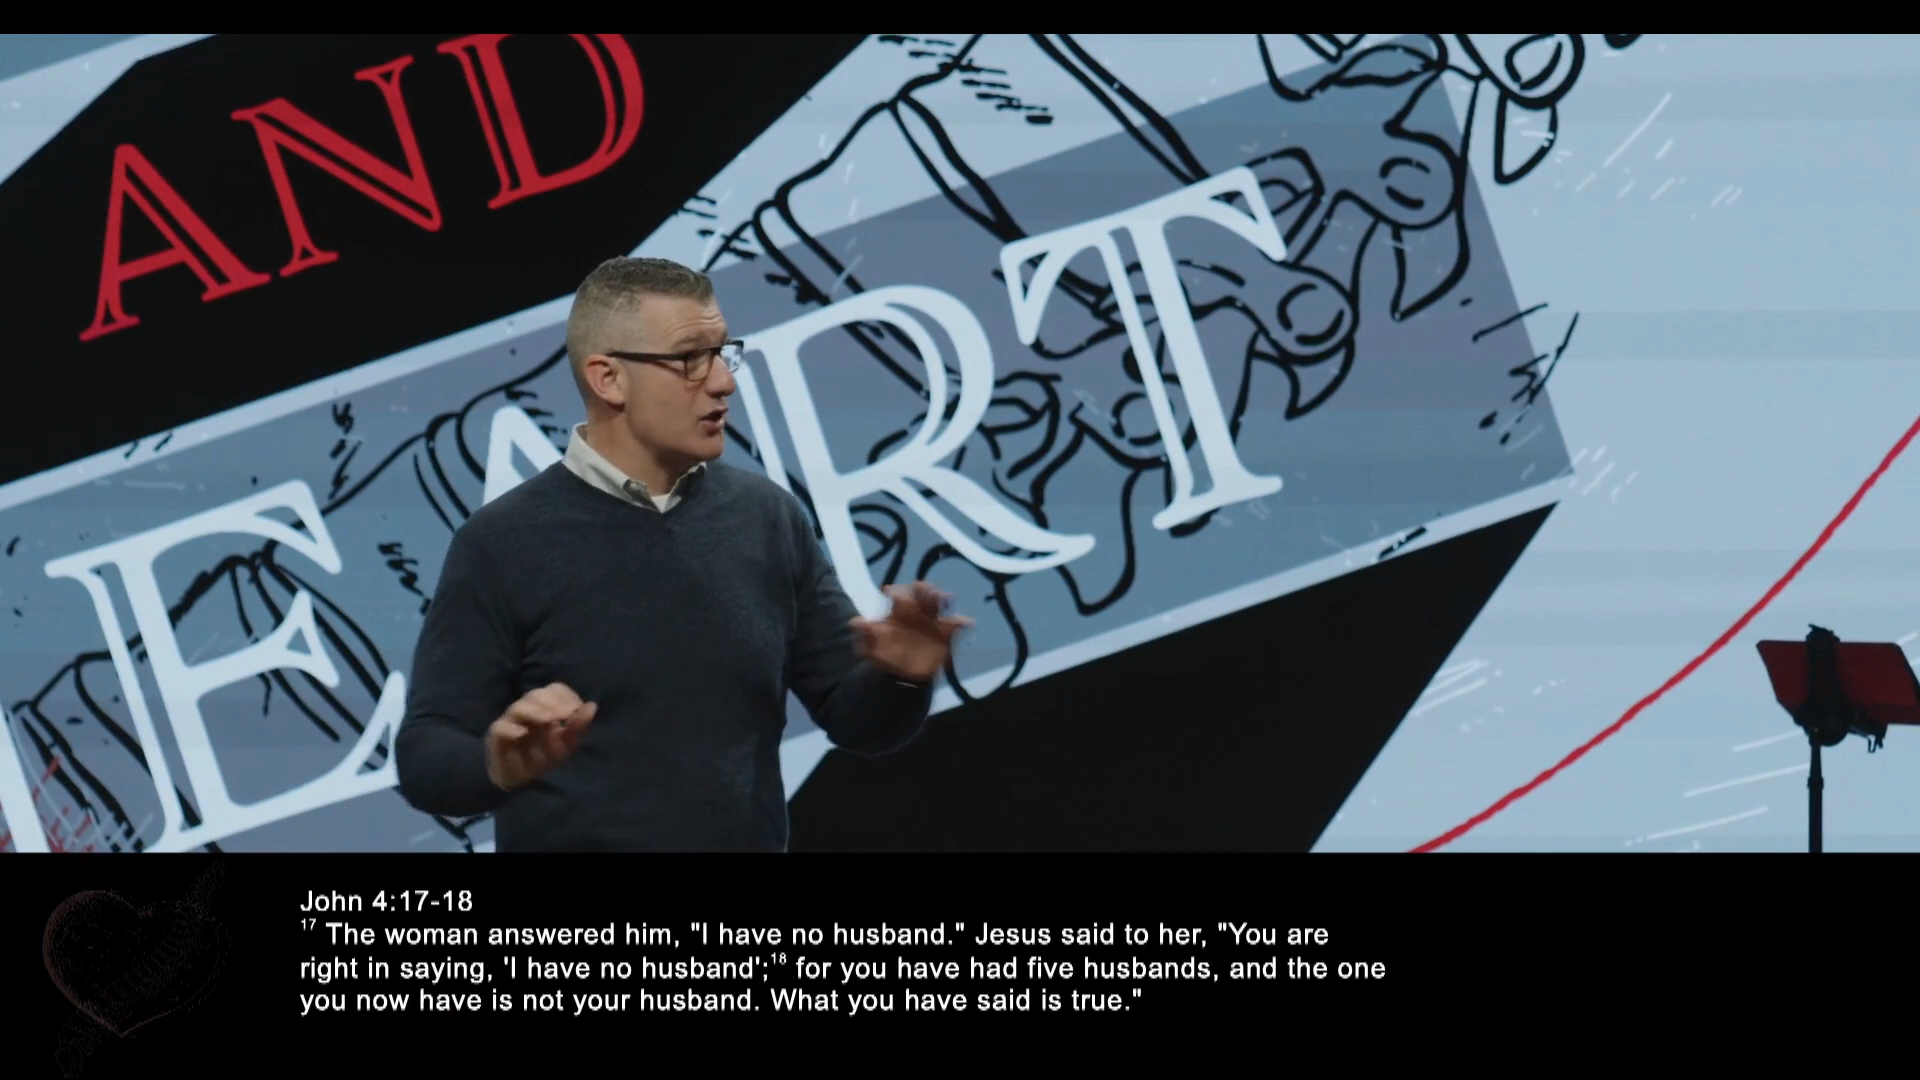 AND
EART
John 4:17-18
17 The woman answered him, "I have no husband." Jesus said to her, "You are
right in saying, 'I have no husband';18 for you have had five husbands, and the one
you now have is not your husband. What you have said is true."